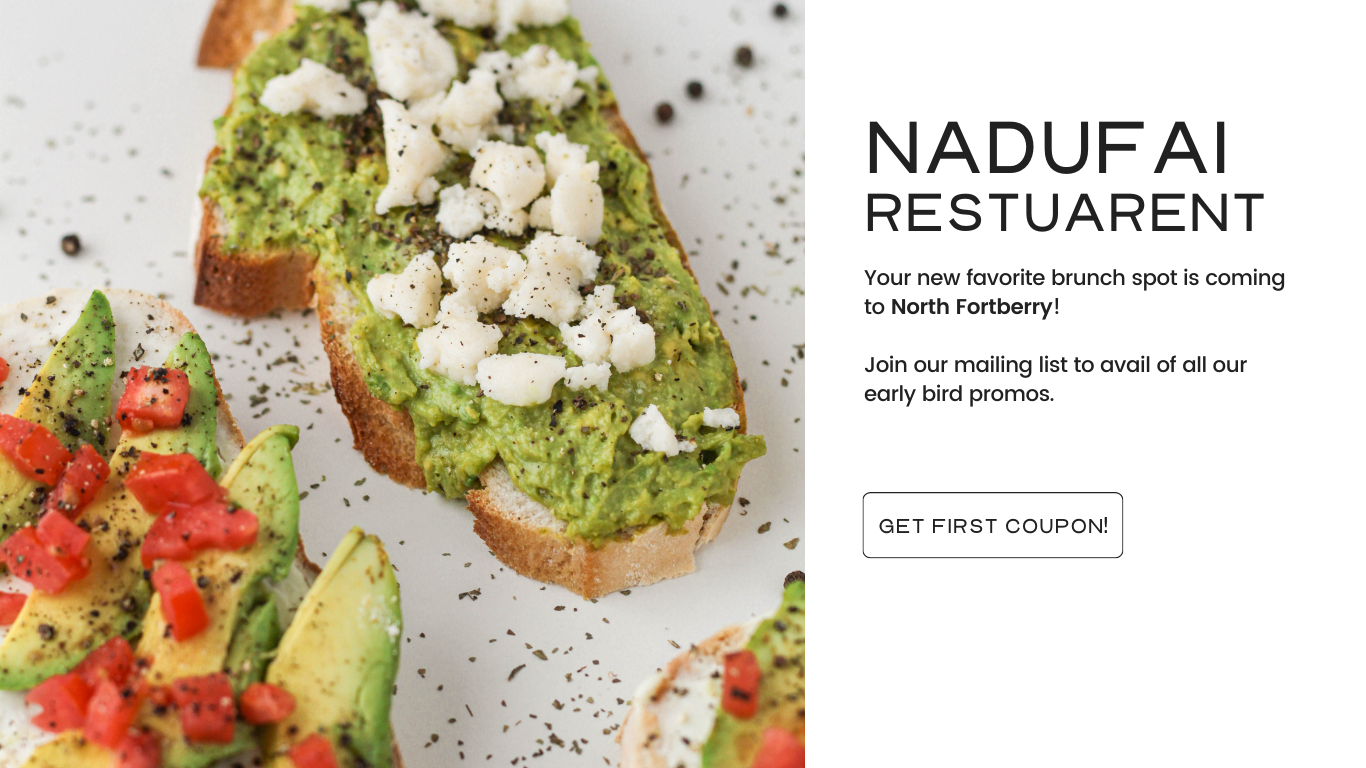 NADUFAI
RESTUARENT
Your new favorite brunch spot is coming
to North Fortberry!
Join our mailing list to avail of all our
early bird promos.
GET FIRST COUPON!